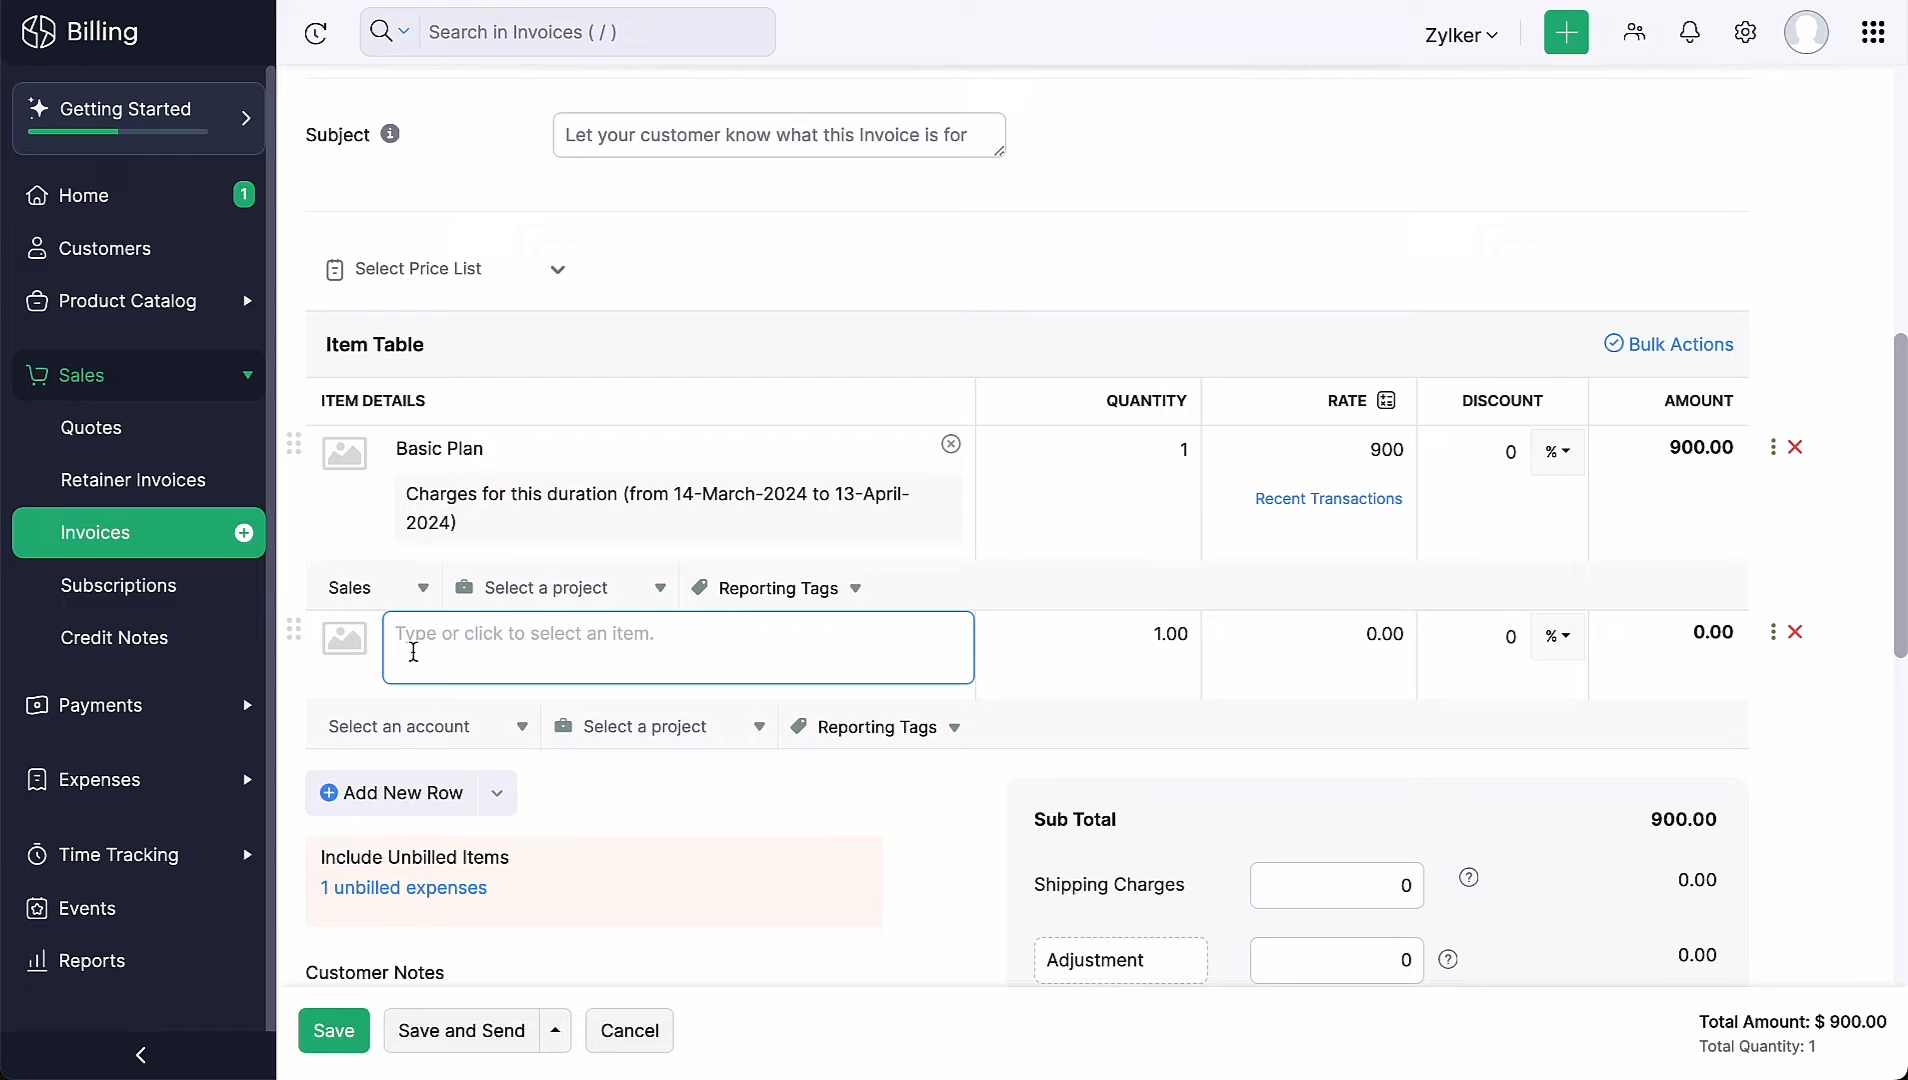 Billing
Search in Invoices ( / )
Zylker
Getting Started
Home
1
Customers
Product Catalog
Sales
Quotes
Retainer Invoices
Invoices
Subscriptions
Credit Notes
Payments
Expenses
Time Tracking
Events
Reports
Subject
Let your customer know what this Invoice is for
Select Price List
Item Table
Bulk Actions
ITEM DETAILS
QUANTITY
RATE
DISCOUNT
AMOUNT
Basic Plan
1
900
0
%
900.00
Charges for this duration (from 14-March-2024 to 13-April-
2024)
Recent Transactions
Sales
Select a project
Reporting Tags
Type or click to select an item.
1.00
0.00
0
%
0.00
Select an account
Select a project
Reporting Tags
Add New Row
Include Unbilled Items
1 unbilled expenses
Customer Notes
Sub Total
900.00
Shipping Charges
0
0.00
Adjustment
0
0.00
Save
Save and Send
Cancel
Total Amount: $ 900.00
Total Quantity: 1